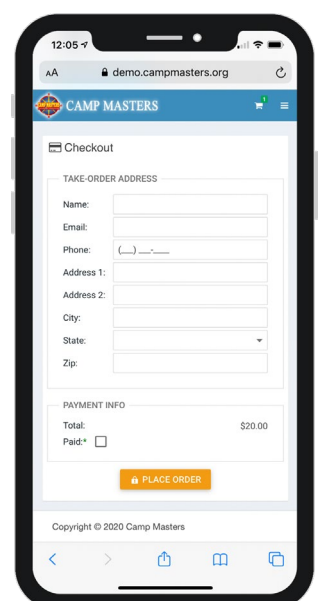 12:05
AA demo.campmasters.org
CAMP MASTERS 1
Checkout
TAKE-ORDER ADDRESS
Name:
Email:
Phone: (___) ___-____
Address 1:
Address 2:
City:
State:
Zip:
PAYMENT INFO
Total: $20.00
Paid:*
PLACE ORDER
Copyright © 2020 Camp Masters